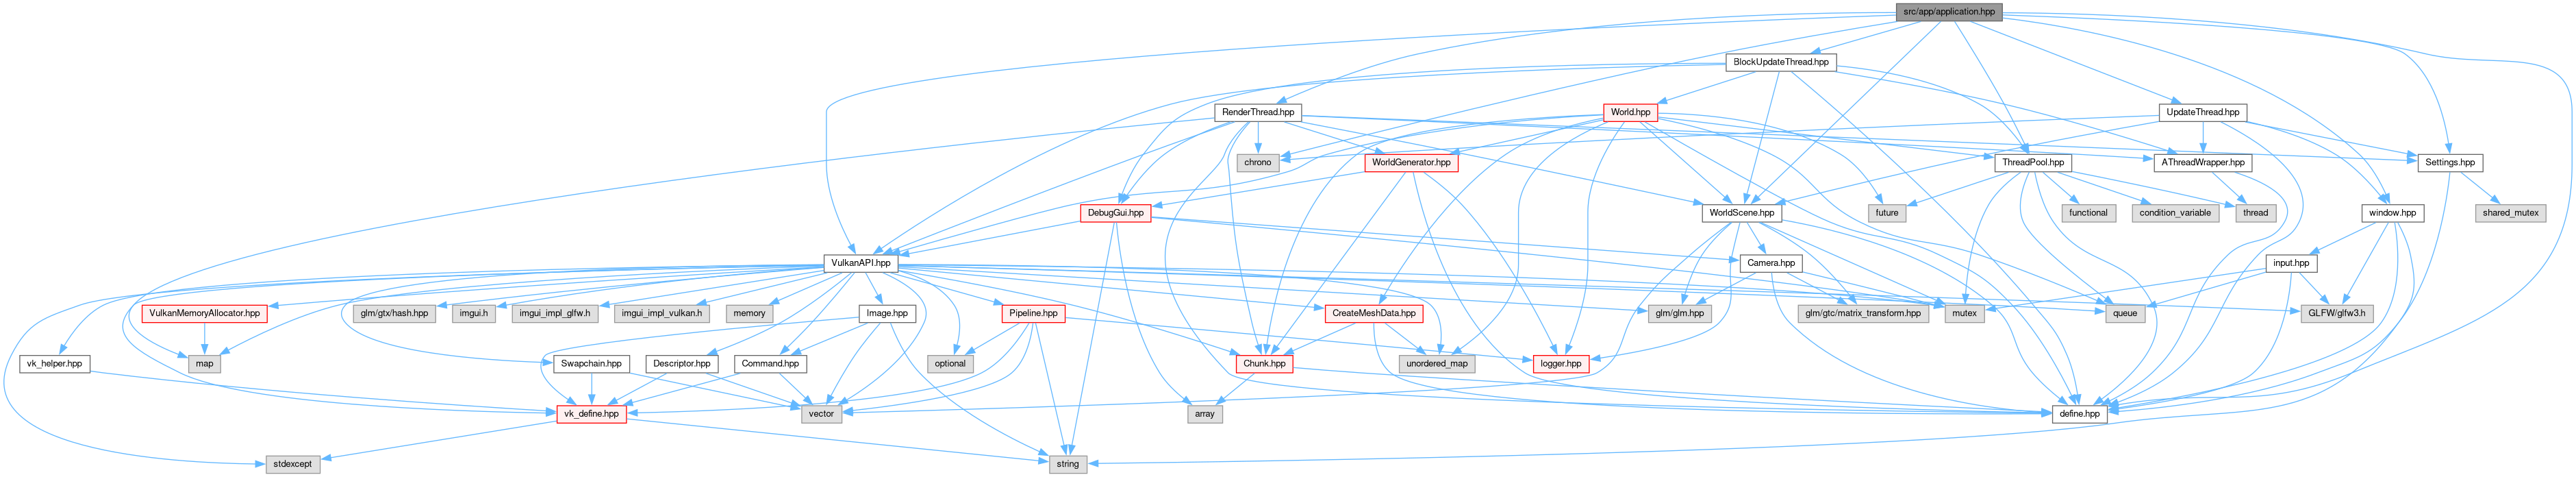 src/app/application.hpp
BlockUpdateThread.hpp
RenderThread.hpp
World.hpp
UpdateThread.hpp
chrono
WorldGenerator.hpp
ThreadPool.hpp
AThreadWrapper.hpp
Settings.hpp
DebugGui.hpp
WorldScene.hpp
future
functional
condition_variable
thread
window.hpp
shared_mutex
VulkanAPI.hpp
Camera.hpp
input.hpp
VulkanMemoryAllocator.hpp
glm/gtx/hash.hpp
imgui.h
imgui_impl_glfw.h
imgui_impl_vulkan.h
memory
Image.hpp
glm/glm.hpp
Pipeline.hpp
CreateMeshData.hpp
glm/gtc/matrix_transform.hpp
mutex
queue
GLFW/glfw3.h
vk_helper.hpp
map
Swapchain.hpp
Descriptor.hpp
Command.hpp
optional
Chunk.hpp
unordered_map
logger.hpp
vk_define.hpp
vector
array
define.hpp
stdexcept
string